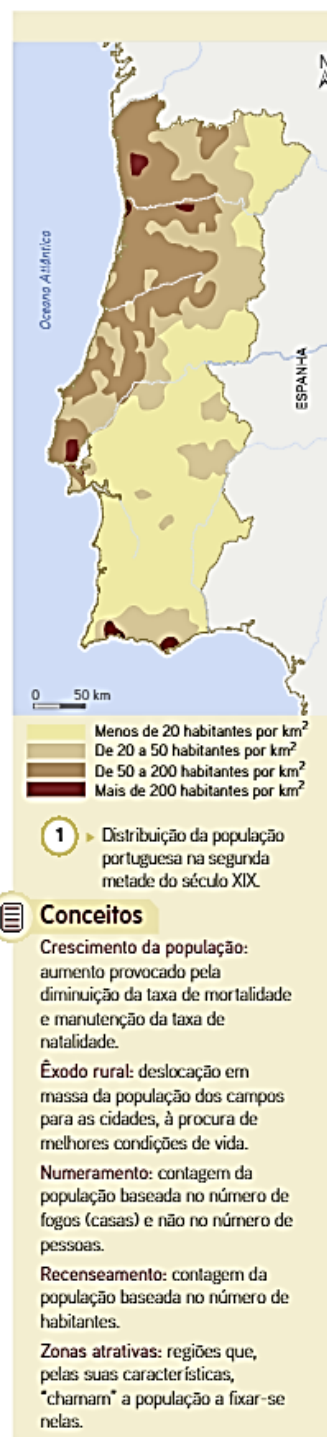 N
Oceano Atlântico
ESPANHA
0 50 km
Menos de 20 habitantes por km²
De 20 a 50 habitantes por km²
De 50 a 200 habitantes por km²
Mais de 200 habitantes por km²
1 ▸ Distribuição da população
portuguesa na segunda
metade do século XIX.
Conceitos
Crescimento da população:
aumento provocado pela
diminuição da taxa de mortalidade
e manutenção da taxa de
natalidade.
Êxodo rural: deslocação em
massa da população dos campos
para as cidades, à procura de
melhores condições de vida.
Numeramento: contagem da
população baseada no número de
fogos (casas) e não no número de
pessoas.
Recenseamento: contagem da
população baseada no número de
habitantes.
Zonas atrativas: regiões que,
pelas suas características,
"chamam" a população a fixar-se
nelas.